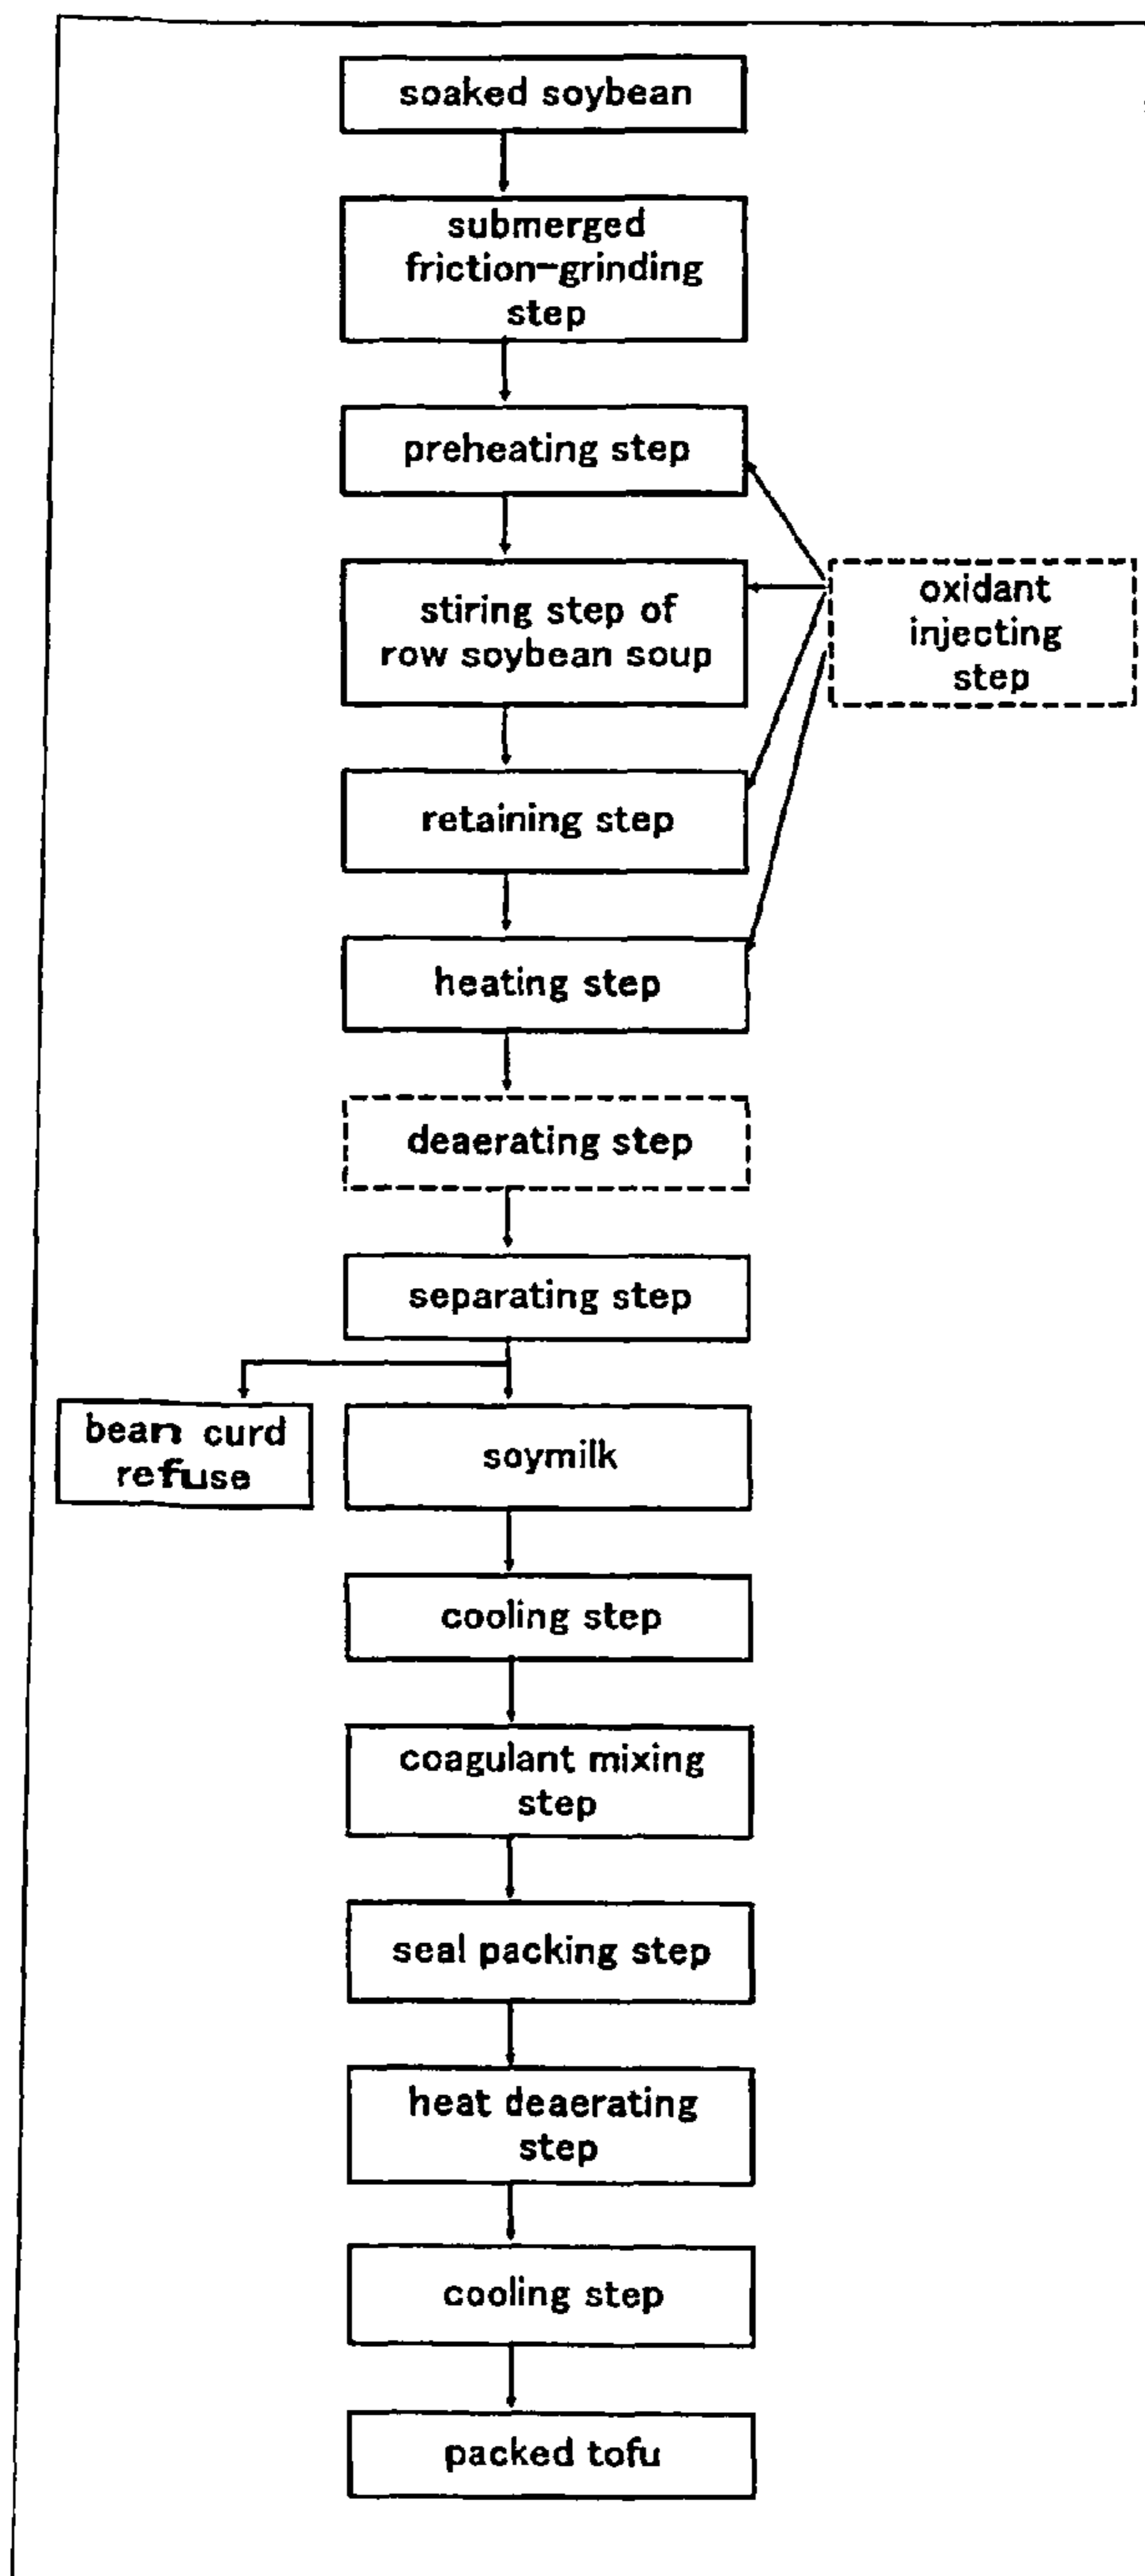 soaked soybean
submerged
friction-grinding
step
preheating step
stiring step of
row soybean soup
oxidant
injecting
step
retaining step
heating step
deaerating step
separating step
bean curd
refuse
soymilk
cooling step
coagulant mixing
step
seal packing step
heat deaerating
step
cooling step
packed tofu